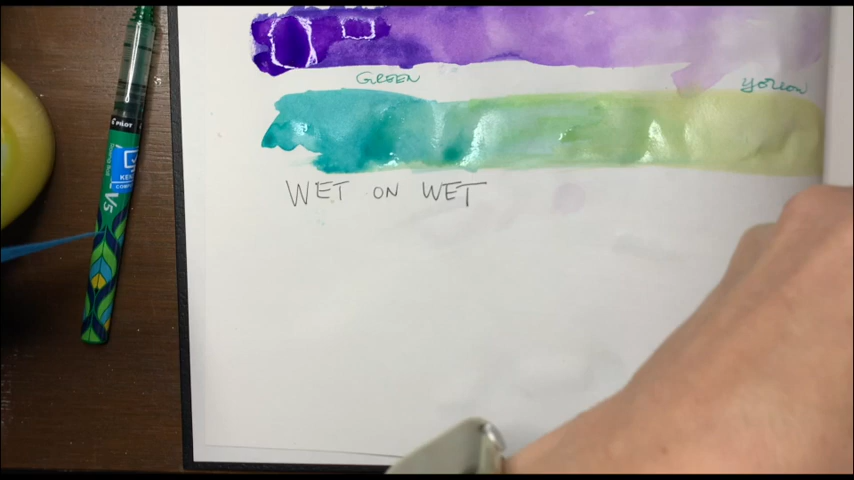 GREEN
yellow
WET ON WET
PILOT
V5